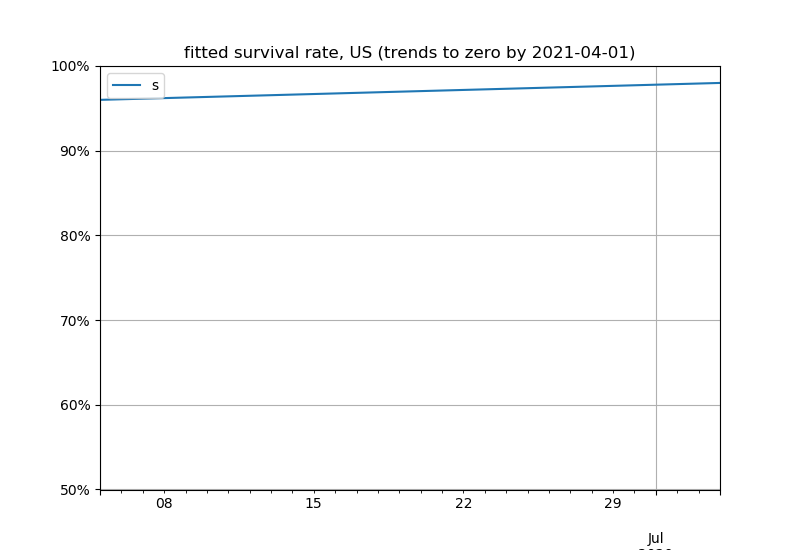 fitted survival rate, US (trends to zero by 2021-04-01)
100%
s
90%
80%
70%
60%
50%
08 15 22 29
Jul